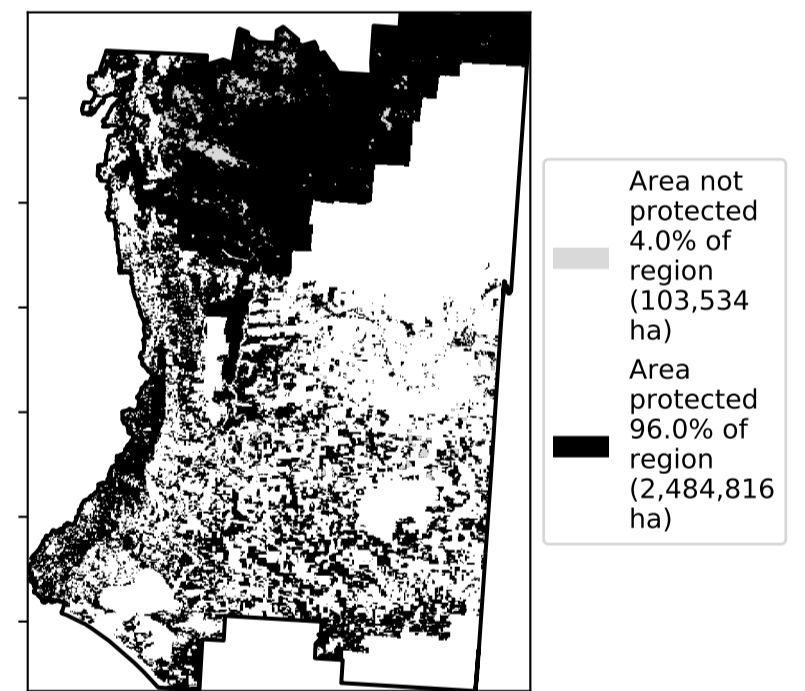 Area not
protected
4.0% of
region
(103,534
ha)
Area
protected
96.0% of
region
(2,484,816
ha)